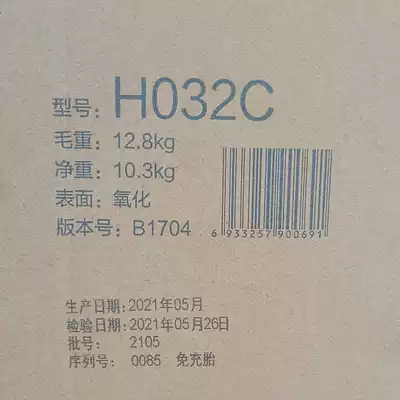 型号: H032C
毛重: 12.8kg
净重: 10.3kg
表面: 氧化
版本号: B1704
6 933257 900691
生产日期: 2021年05月
检验日期: 2021年05月26日
批号: 2105
序列号: 0085 免充胎